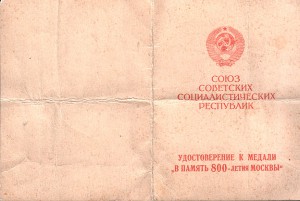 СОЮЗ
СОВЕТСКИХ
СОЦИАЛИСТИЧЕСКИХ
РЕСПУБЛИК
УДОСТОВЕРЕНИЕ К МЕДАЛИ
„В ПАМЯТЬ 800-ЛЕТИЯ МОСКВЫ“